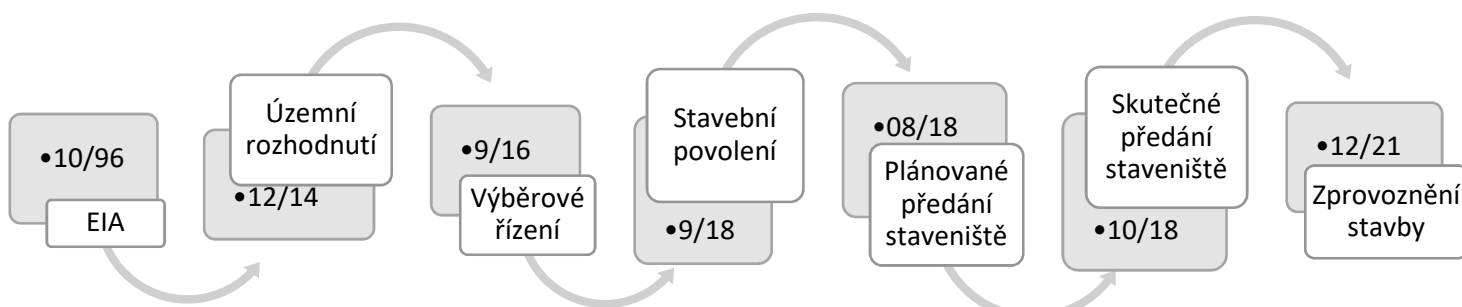 •10/96
EIA
Územní
rozhodnutí
•12/14
•9/16
Výběrové
řízení
Stavební
povolení
•9/18
•08/18
Plánované
předání
staveniště
Skutečné
předání
staveniště
•10/18
•12/21
Zprovoznění
stavby